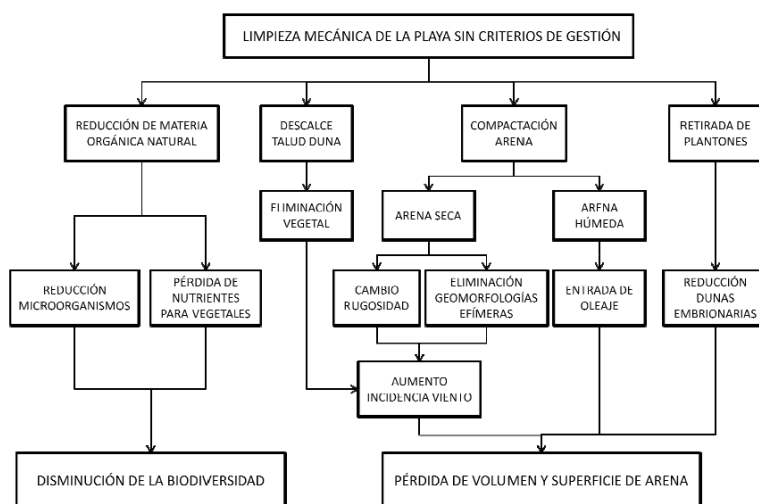 LIMPIEZA MECÁNICA DE LA PLAYA SIN CRITERIOS DE GESTIÓN
REDUCCIÓN DE MATERIA
ORGÁNICA NATURAL
DESCALCE
TALUD DUNA
COMPACTACIÓN
ARENA
RETIRADA DE
PLANTONES
ELIMINACIÓN
VEGETAL
ARENA SECA
ARENA
HÚMEDA
REDUCCIÓN
MICROORGANISMOS
PÉRDIDA DE
NUTRIENTES
PARA VEGETALES
CAMBIO
RUGOSIDAD
ELIMINACIÓN
GEOMORFOLOGÍAS
EFÍMERAS
ENTRADA DE
OLEAJE
REDUCCIÓN
DUNAS
EMBRIONARIAS
AUMENTO
INCIDENCIA VIENTO
DISMINUCIÓN DE LA BIODIVERSIDAD
PÉRDIDA DE VOLUMEN Y SUPERFICIE DE ARENA